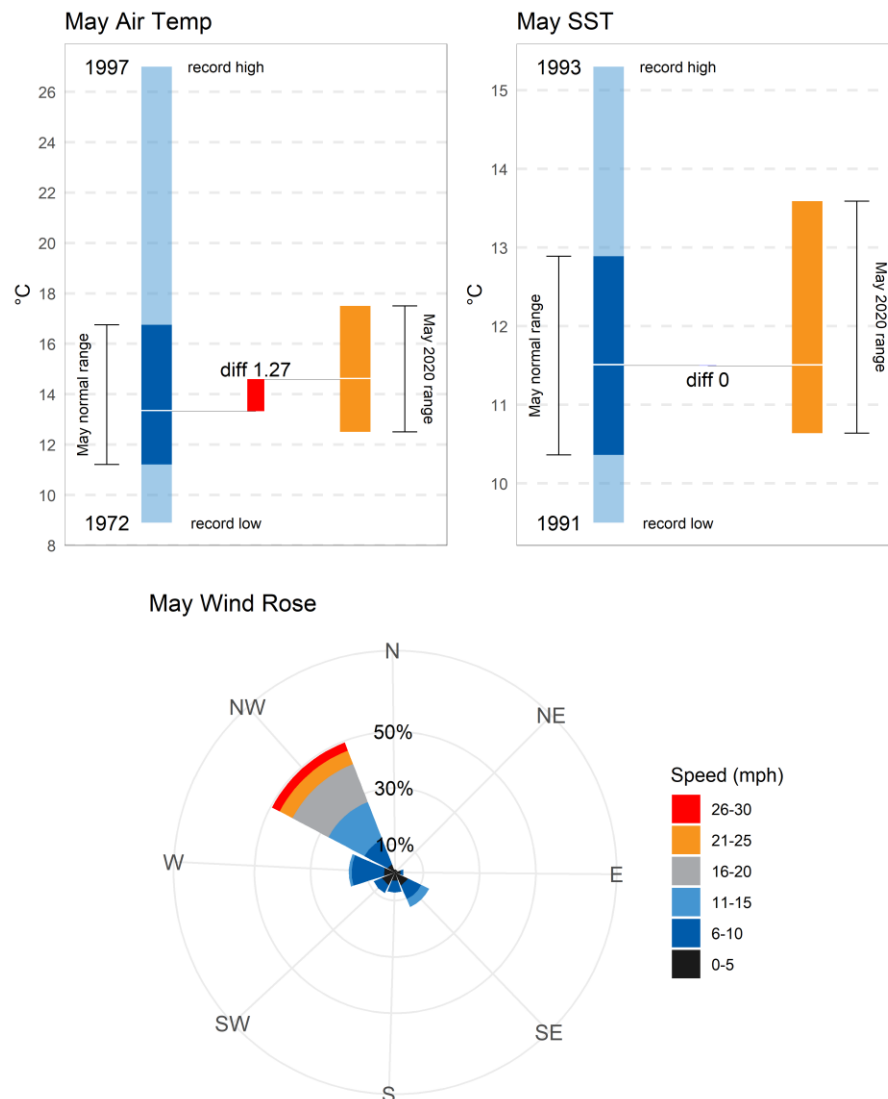 May Air Temp
1997
record high
26
24
22
20
18
16
14
12
10
8
°C
May normal range
diff 1.27
May 2020 range
1972
record low
May SST
1993
record high
15
14
13
12
11
10
°C
May normal range
diff 0
May 2020 range
1991
record low
May Wind Rose
N
NW
NE
50%
30%
10%
W
E
SW
SE
S
Speed (mph)
26-30
21-25
16-20
11-15
6-10
0-5